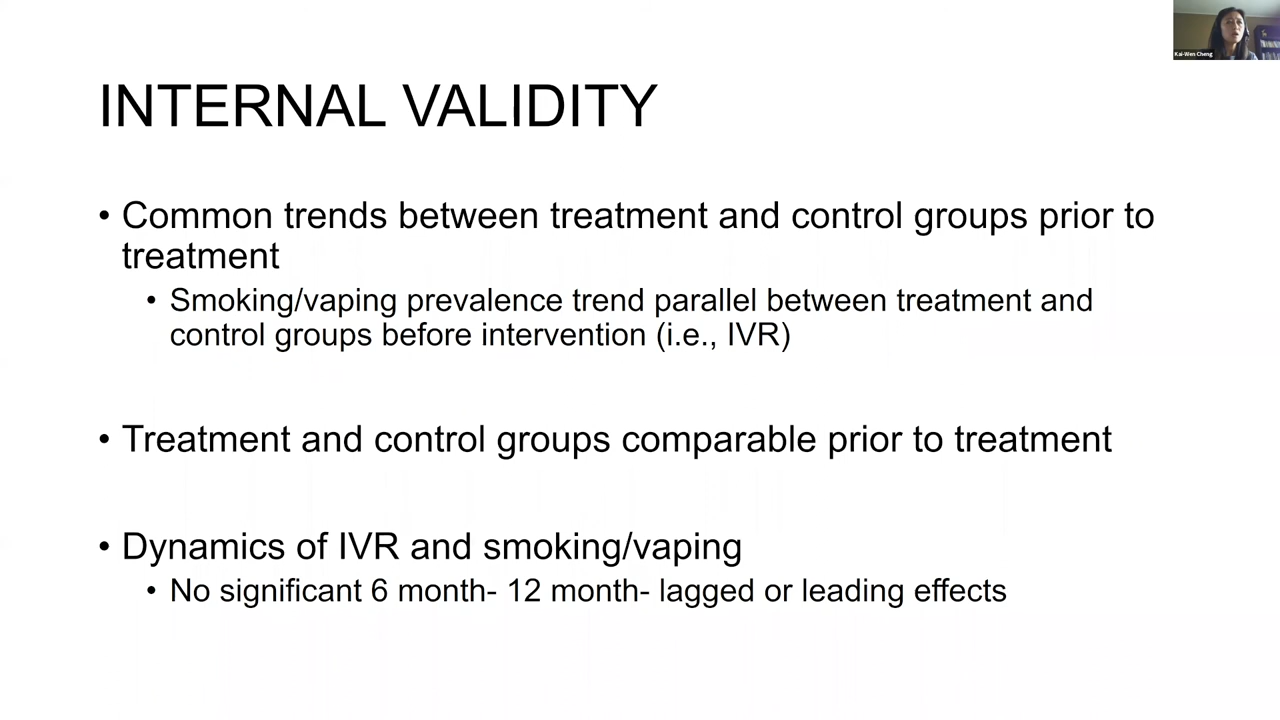 Kai-Wen Cheng
INTERNAL VALIDITY
• Common trends between treatment and control groups prior to
treatment
• Smoking/vaping prevalence trend parallel between treatment and
control groups before intervention (i.e., IVR)
• Treatment and control groups comparable prior to treatment
• Dynamics of IVR and smoking/vaping
• No significant 6 month- 12 month- lagged or leading effects